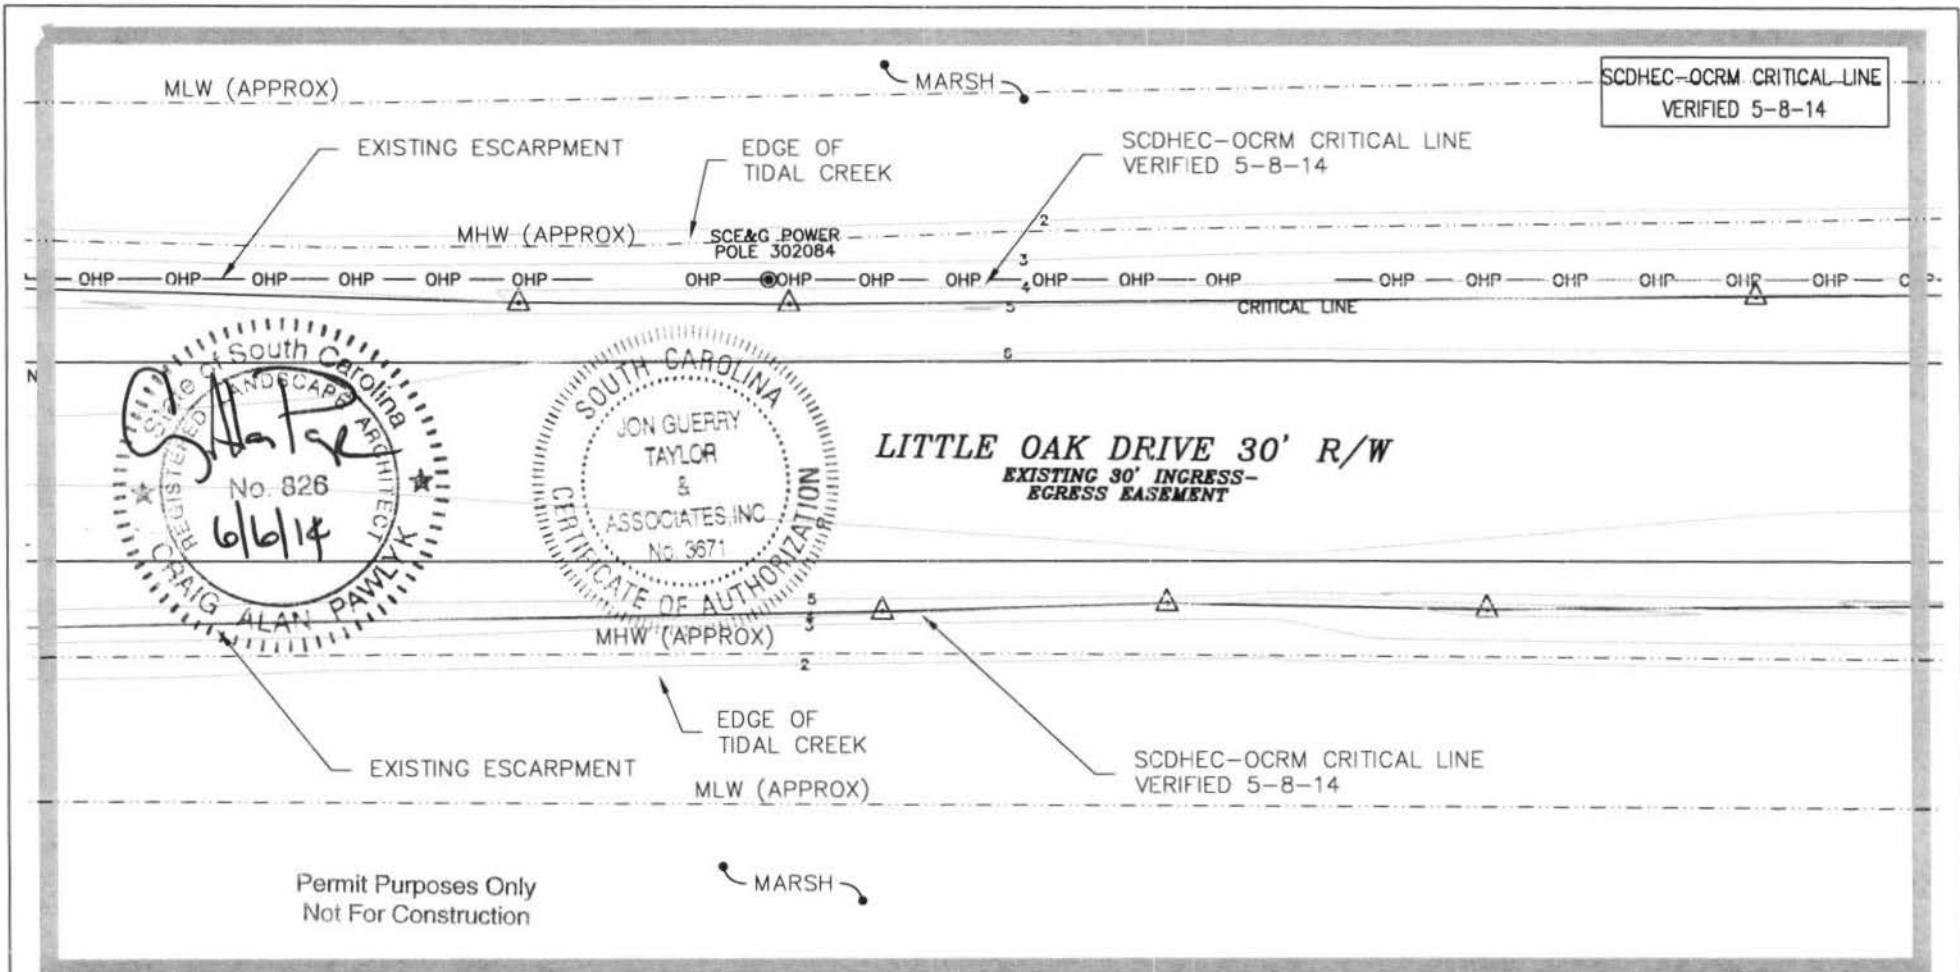 MLW (APPROX)
MARSH
SCDHEC-OCRM CRITICAL LINE
VERIFIED 5-8-14
EXISTING ESCARPMENT
EDGE OF
TIDAL CREEK
SCDHEC-OCRM CRITICAL LINE
VERIFIED 5-8-14
2
MHW (APPROX)
SCE&G POWER
POLE 302084
3
OHP OHP OHP OHP OHP OHP OHP OHP OHP OHP OHP OHP OHP OHP OHP OHP OHP OHP OHP OHP
4
5
CRITICAL LINE
6
N
State of South Carolina
REGISTERED LANDSCAPE ARCHITECT
No. 826
6/6/14
CRAIG ALAN PAWLYK
SOUTH CAROLINA
JON GUERRY
TAYLOR
&
ASSOCIATES, INC
No. 3671
CERTIFICATE OF AUTHORIZATION
LITTLE OAK DRIVE 30' R/W
EXISTING 30' INGRESS-
EGRESS EASEMENT
5
4
3
MHW (APPROX)
2
EDGE OF
TIDAL CREEK
EXISTING ESCARPMENT
SCDHEC-OCRM CRITICAL LINE
VERIFIED 5-8-14
MLW (APPROX)
Permit Purposes Only
Not For Construction
MARSH